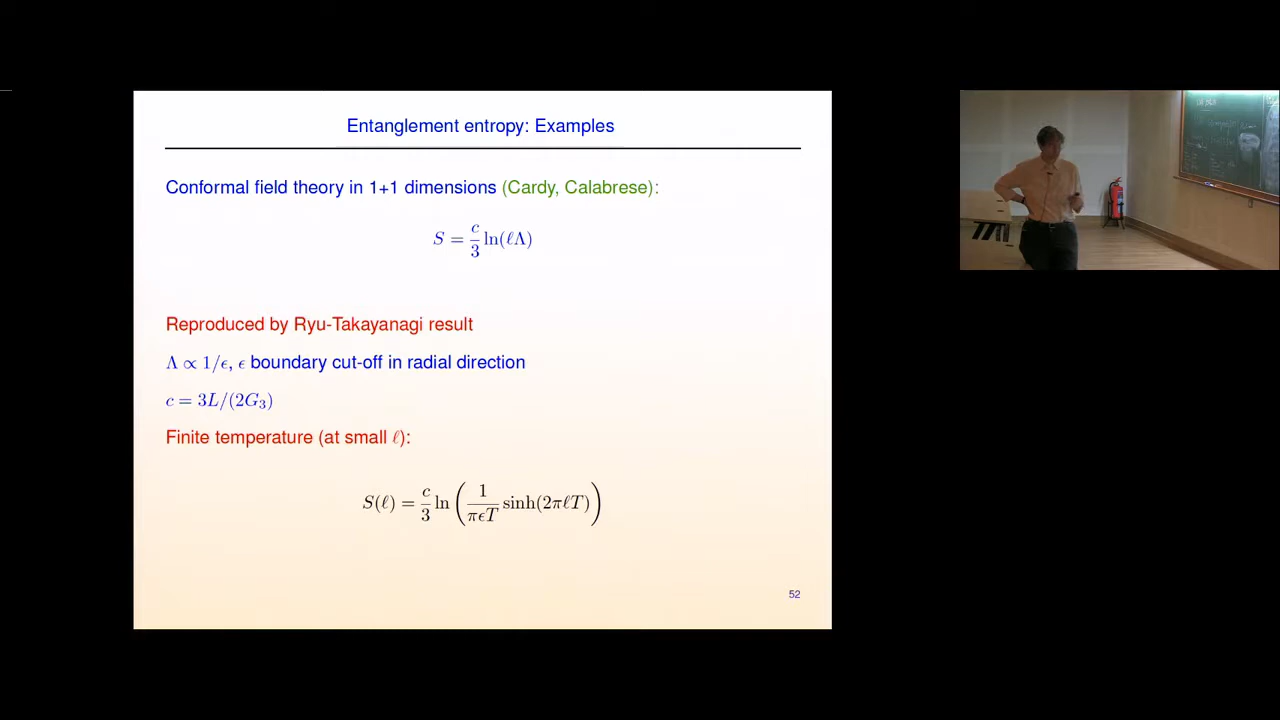 Entanglement entropy: Examples
Conformal field theory in 1+1 dimensions (Cardy, Calabrese):
S = c/3 ln(ℓΛ)
Reproduced by Ryu-Takayanagi result
Λ ∝ 1/ϵ, ϵ boundary cut-off in radial direction
c = 3L/(2G₃)
Finite temperature (at small ℓ):
S(ℓ) = c/3 ln(1/πϵT sinh(2πℓT))
52